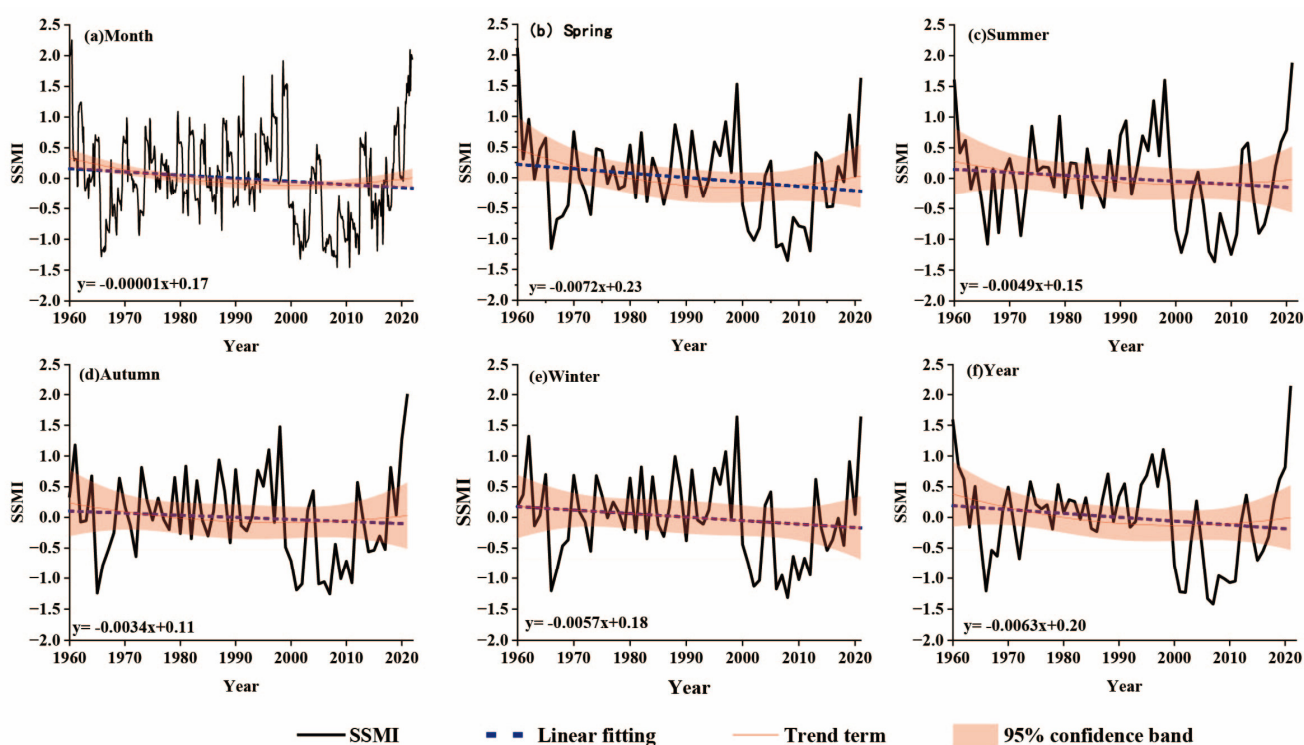 (a)Month
SSMI
2.5
2.0
1.5
1.0
0.5
0.0
−0.5
−1.0
−1.5
−2.0
y= -0.00001x+0.17
1960 1970 1980 1990 2000 2010 2020
Year
(b) Spring
SSMI
2.5
2.0
1.5
1.0
0.5
0.0
−0.5
−1.0
−1.5
−2.0
y= -0.0072x+0.23
1960 1970 1980 1990 2000 2010 2020
Year
(c)Summer
SSMI
2.5
2.0
1.5
1.0
0.5
0.0
−0.5
−1.0
−1.5
−2.0
y= -0.0049x+0.15
1960 1970 1980 1990 2000 2010 2020
Year
(d)Autumn
SSMI
2.5
2.0
1.5
1.0
0.5
0.0
−0.5
−1.0
−1.5
−2.0
y= -0.0034x+0.11
1960 1970 1980 1990 2000 2010 2020
Year
(e)Winter
SSMI
2.5
2.0
1.5
1.0
0.5
0.0
−0.5
−1.0
−1.5
−2.0
y= -0.0057x+0.18
1960 1970 1980 1990 2000 2010 2020
Year
(f)Year
SSMI
2.5
2.0
1.5
1.0
0.5
0.0
−0.5
−1.0
−1.5
−2.0
y= -0.0063x+0.20
1960 1970 1980 1990 2000 2010 2020
Year
SSMI Linear fitting Trend term 95% confidence band